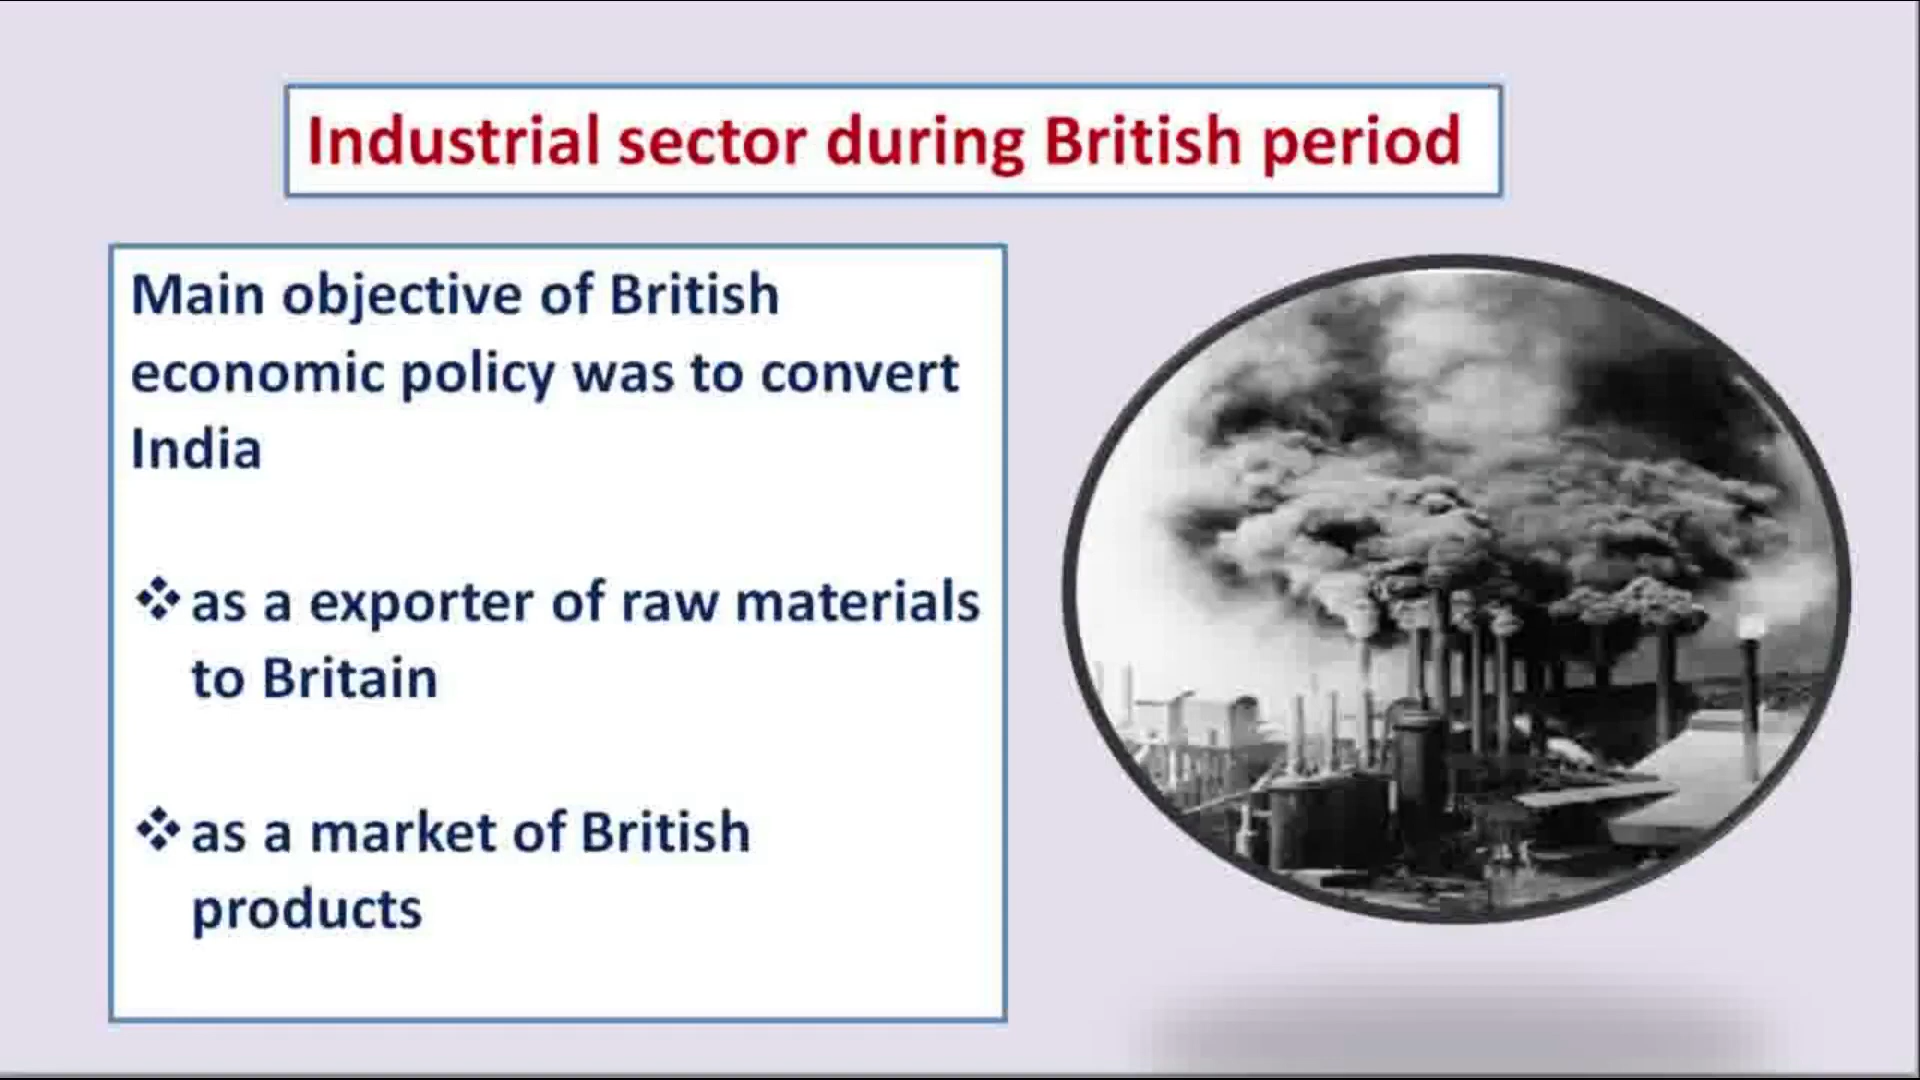 Industrial sector during British period
Main objective of British
economic policy was to convert
India
❖ as a exporter of raw materials
to Britain
❖ as a market of British
products